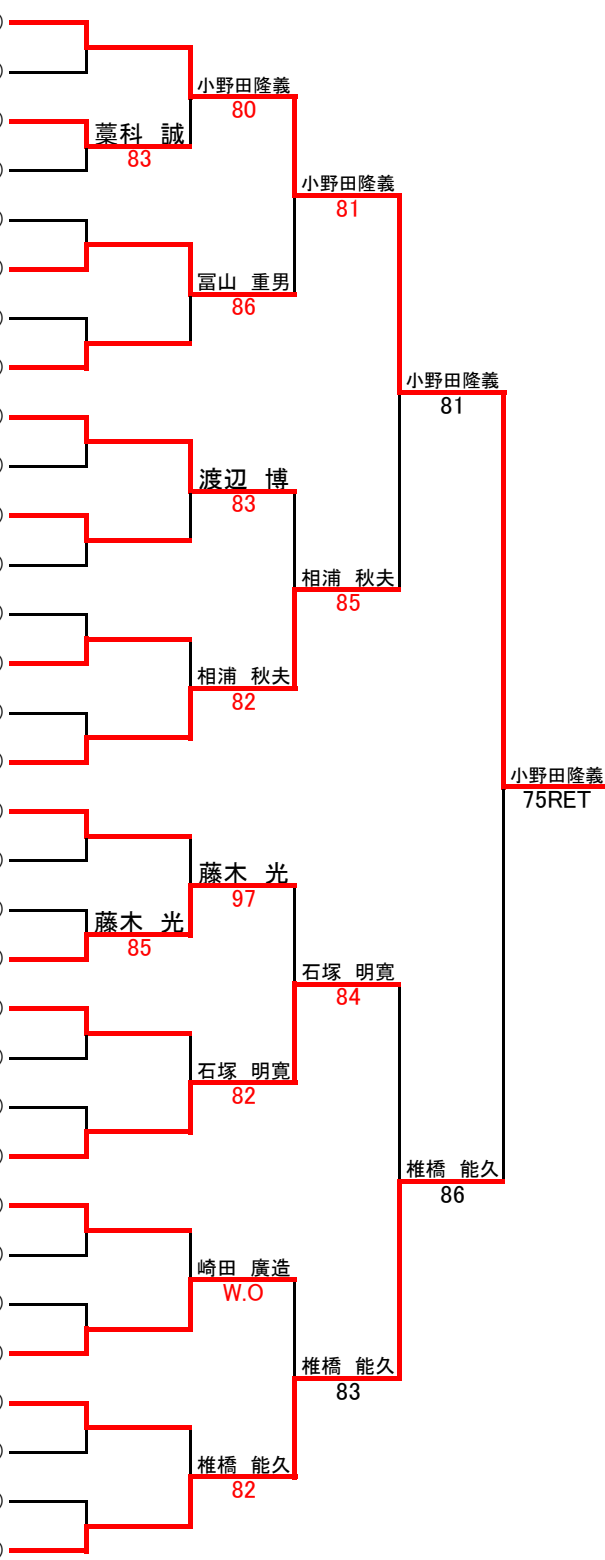 小野田隆義
80
藁科 誠
83
小野田隆義
81
冨山 重男
86
小野田隆義
81
渡辺 博
83
相浦 秋夫
85
相浦 秋夫
82
小野田隆義
75RET
藤木 光
97
藤木 光
85
石塚 明寛
84
石塚 明寛
82
椎橋 能久
86
崎田 廣造
W.O
椎橋 能久
83
椎橋 能久
82